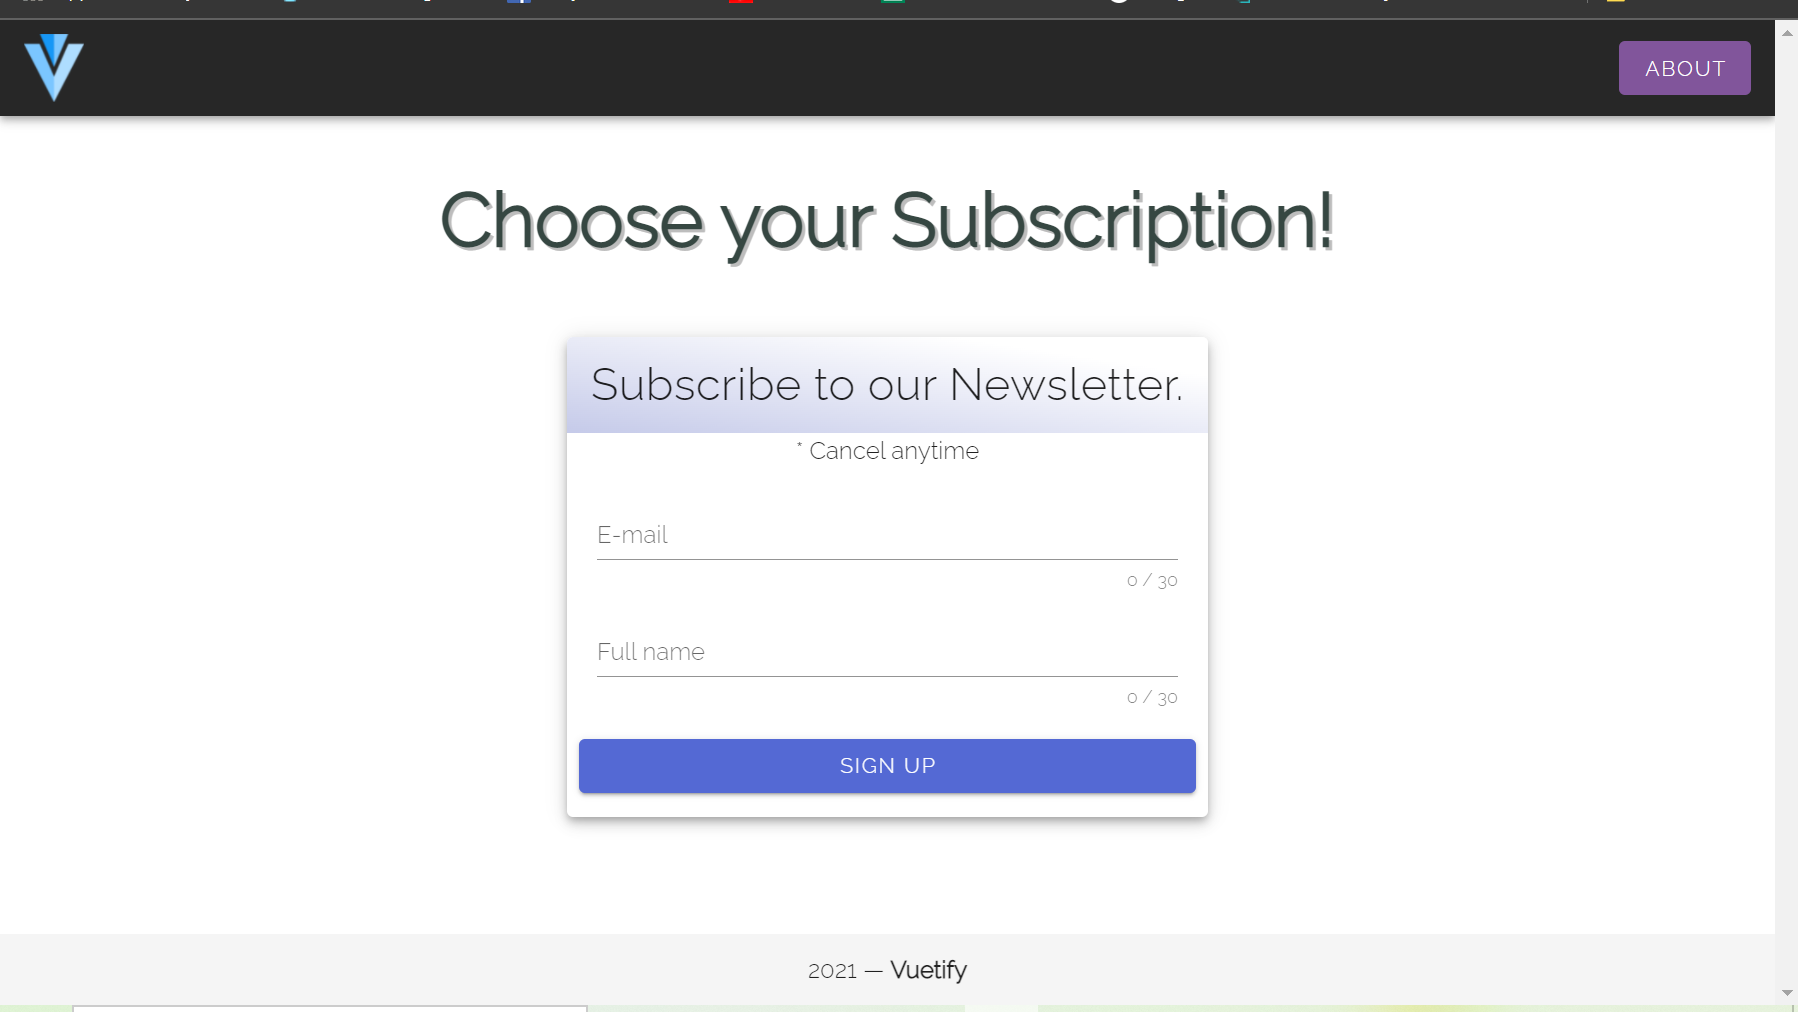 ABOUT
Choose your Subscription!
Subscribe to our Newsletter.
* Cancel anytime
E-mail
0 / 30
Full name
0 / 30
SIGN UP
2021 — Vuetify